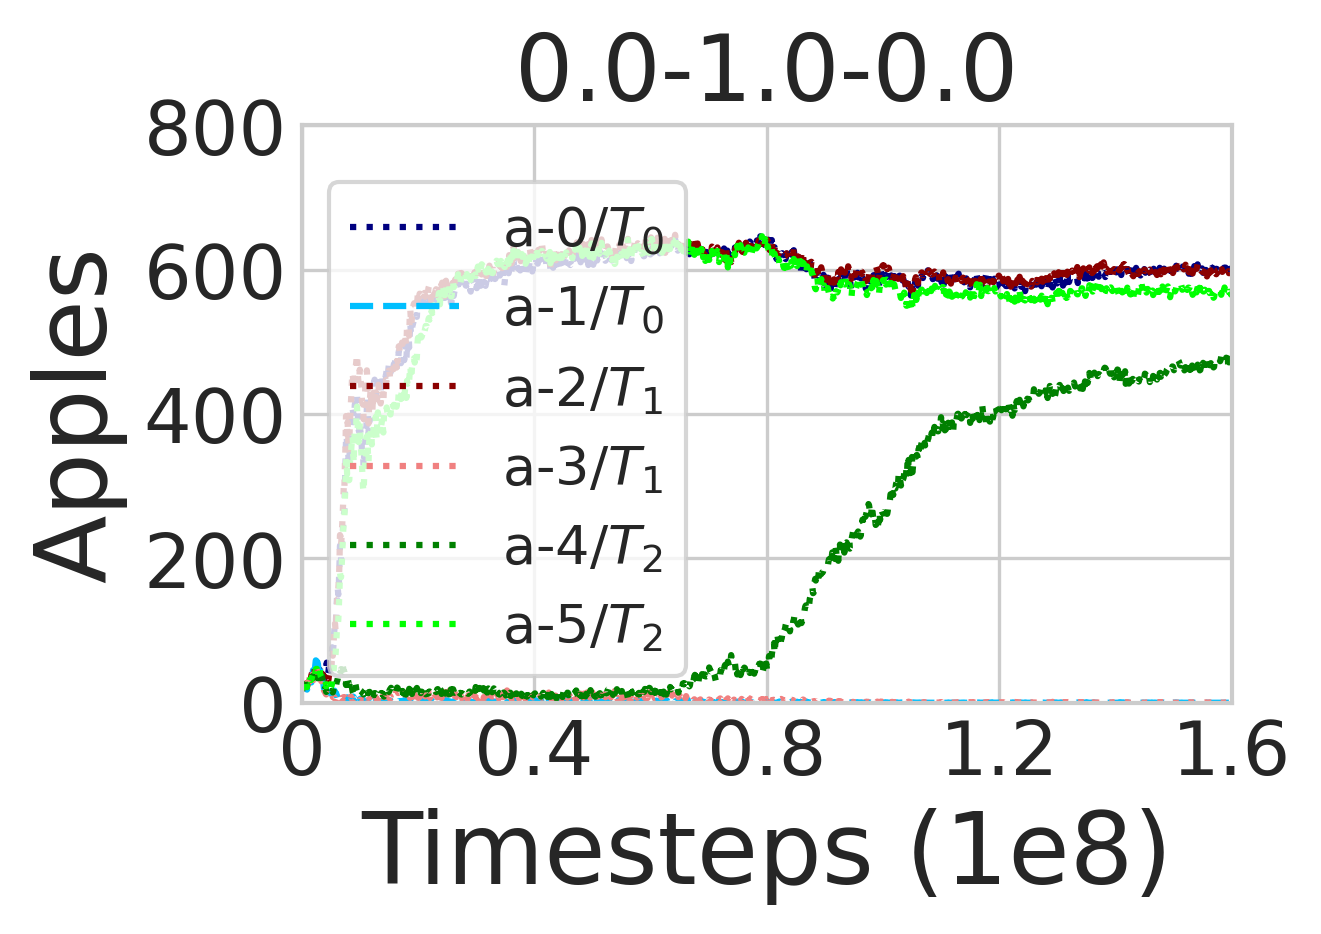 0.0-1.0-0.0
800
600
400
200
0
Apples
a-0/T₀
a-1/T₀
a-2/T₁
a-3/T₁
a-4/T₂
a-5/T₂
0 0.4 0.8 1.2 1.6
Timesteps (1e8)